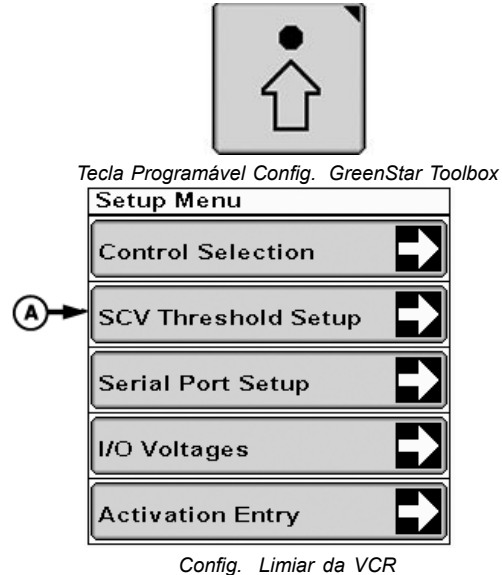 Tecla Programável Config. GreenStar Toolbox
Setup Menu
Control Selection
A
SCV Threshold Setup
Serial Port Setup
I/O Voltages
Activation Entry
Config. Limiar da VCR